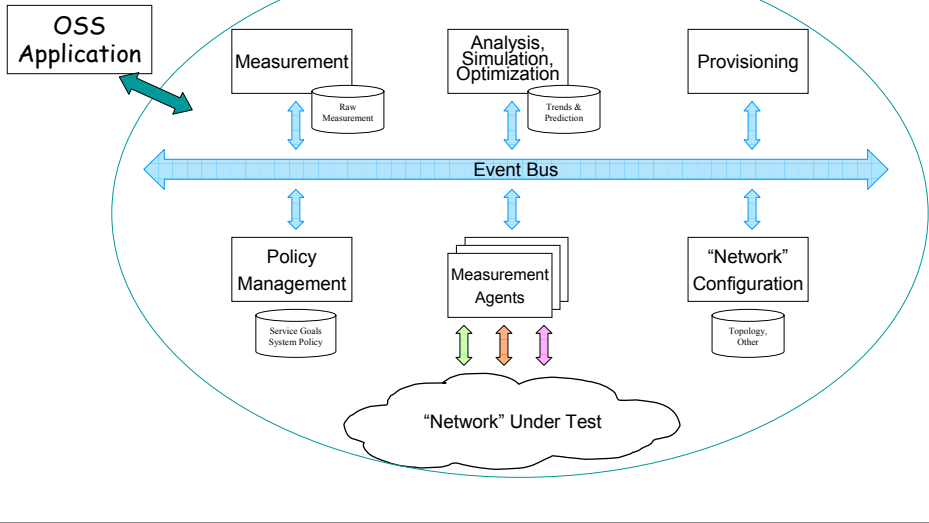 OSS
Application
Measurement
Raw
Measurement
Analysis,
Simulation,
Optimization
Trends &
Prediction
Provisioning
Event Bus
Policy
Management
Service Goals
System Policy
Measurement
Agents
“Network”
Configuration
Topology,
Other
“Network” Under Test